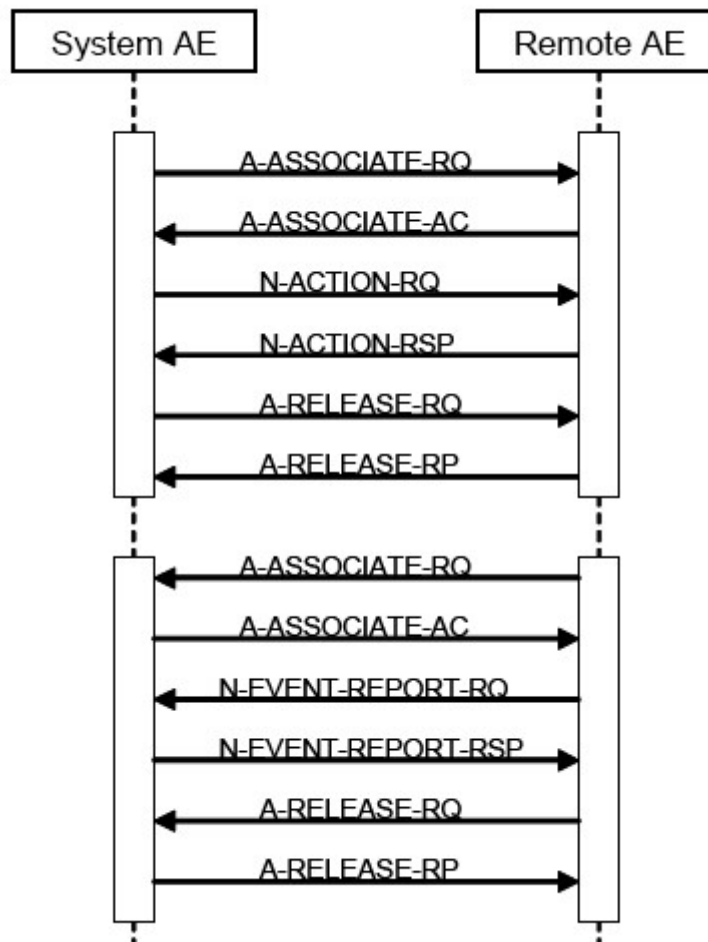 System AE
Remote AE
A-ASSOCIATE-RQ
A-ASSOCIATE-AC
N-ACTION-RQ
N-ACTION-RSP
A-RELEASE-RQ
A-RELEASE-RP
A-ASSOCIATE-RQ
A-ASSOCIATE-AC
N-EVENT-REPORT-RQ
N-EVENT-REPORT-RSP
A-RELEASE-RQ
A-RELEASE-RP